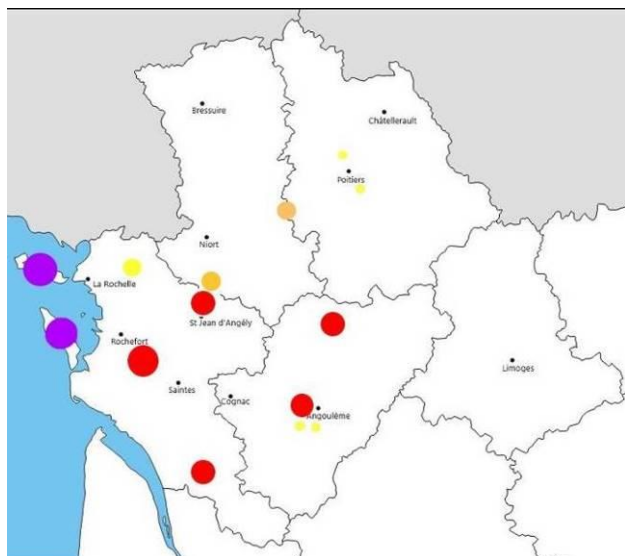 Bressuire
Châtellerault
Poitiers
Niort
La Rochelle
St Jean d'Angély
Rochefort
Limoges
Saintes
Cognac
Angoulême